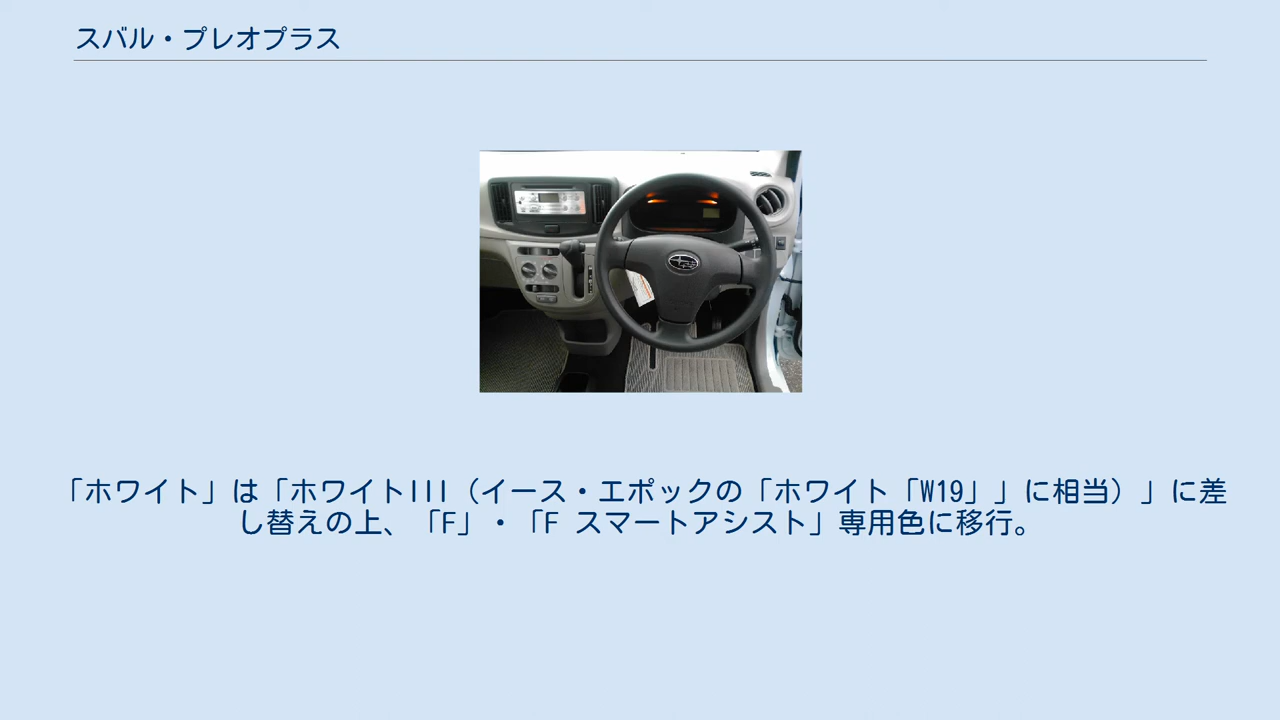 スバル・プレオプラス
「ホワイト」は「ホワイトIII（イース・エポックの「ホワイト「W19」」に相当）」に差
し替えの上、「F」・「F スマートアシスト」専用色に移行。